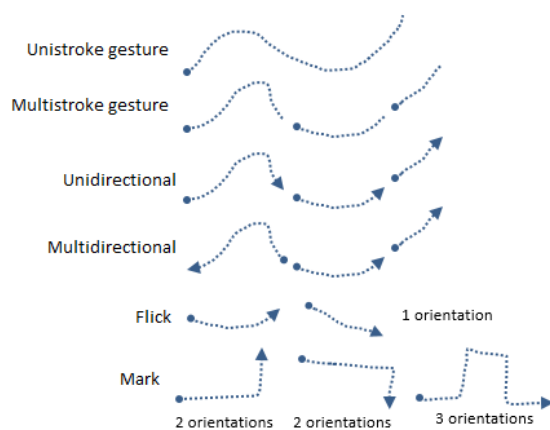 Unistroke gesture
Multistroke gesture
Unidirectional
Multidirectional
Flick
1 orientation
Mark
2 orientations
2 orientations
3 orientations